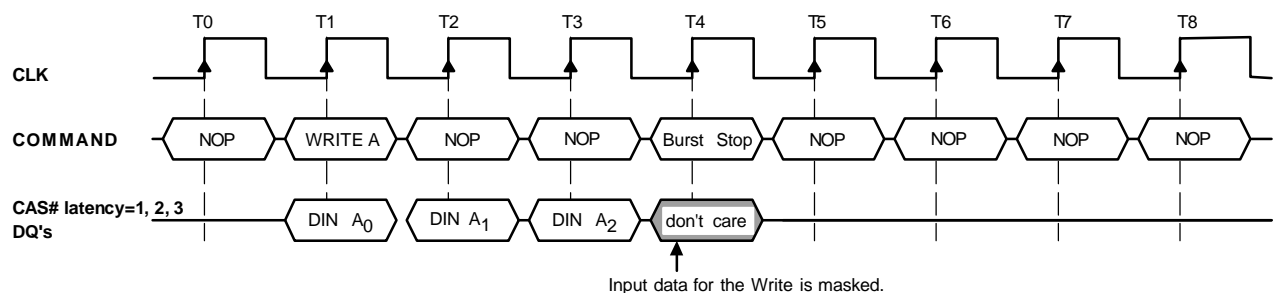 T0 T1 T2 T3 T4 T5 T6 T7 T8
CLK
COMMAND NOP WRITE A NOP NOP Burst Stop NOP NOP NOP NOP
CAS# latency=1, 2, 3
DQ's DIN A0 DIN A1 DIN A2 don't care
Input data for the Write is masked.